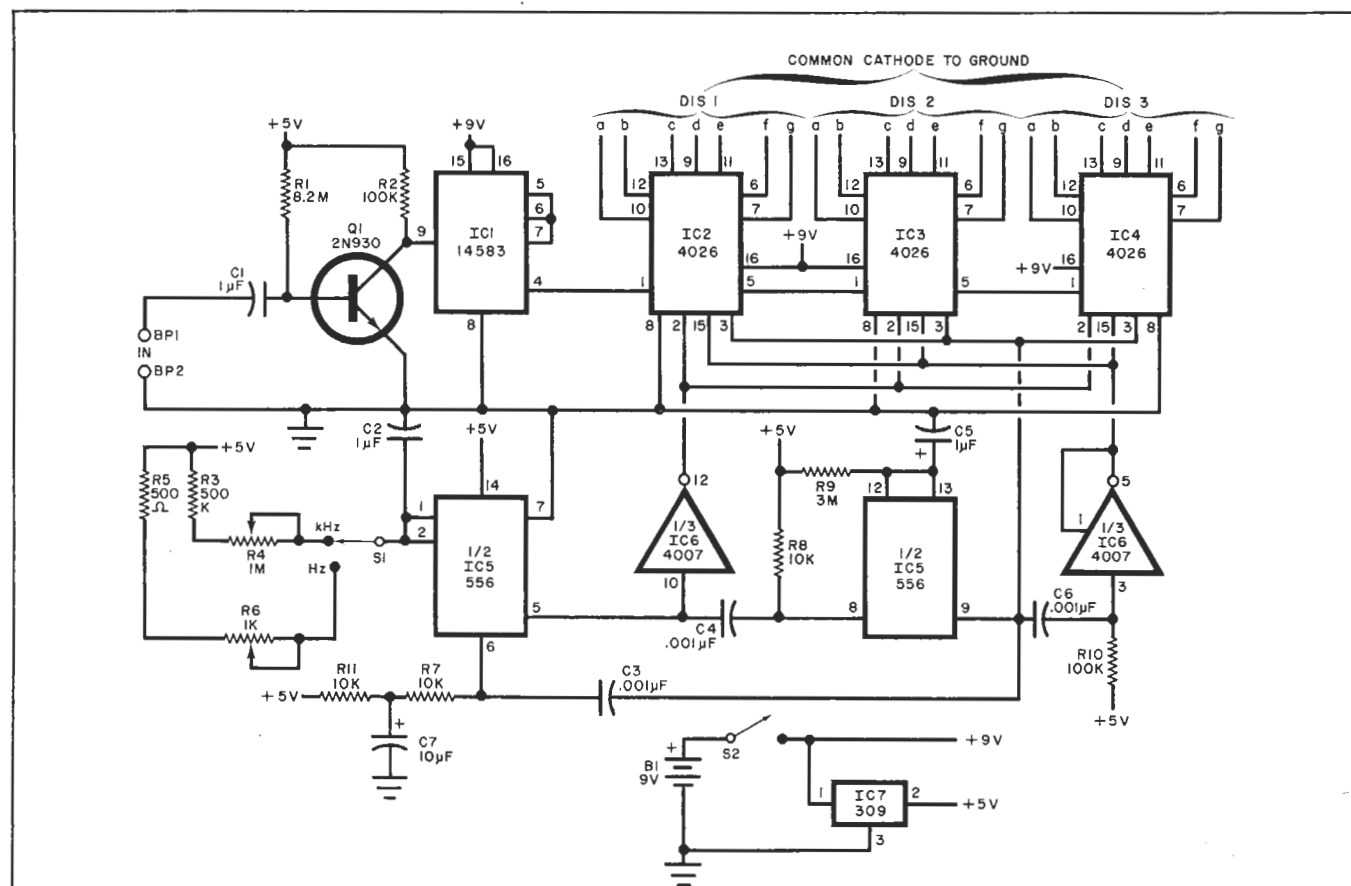 COMMON CATHODE TO GROUND
DIS 1
DIS 2
DIS 3
a b c d e f g
a b c d e f g
a b c d e f g
+5V
+9V
15 16
13 9 11
13 9 11
13 9 11
R1
8.2M
R2
100K
5
6
7
9
IC1
14583
4
8
12
10
IC2
4026
6
7
16
5
1
8 2 15 3
+9V
12
10
IC3
4026
6
7
16
5
1
8 2 15 3
12
10
IC4
4026
6
7
+9V
16
1
2 15 3 8
Q1
2N930
C1
1µF
BP1
IN
BP2
C2
1µF
+5V
14
+5V
C5
1µF
+
+5V
R5
500
Ω
R3
500
K
kHz
S1
R4
1M
Hz
R6
1K
1
2
7
1/2
IC5
556
5
6
12
1/3
IC6
4007
10
R9
3M
R8
10K
12 13
1/2
IC5
556
8
9
C4
.001µF
5
1
1/3
IC6
4007
3
C6
.001µF
R10
100K
+5V
+5V
R11
10K
R7
10K
C3
.001µF
+
C7
10µF
+
B1
9V
S2
+9V
1
IC7
309
2
+5V
3